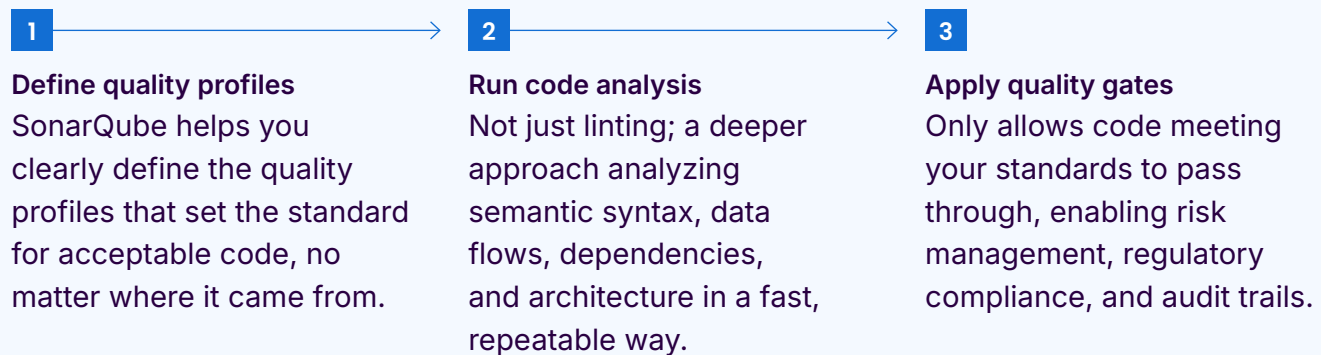 1
Define quality profiles
SonarQube helps you
clearly define the quality
profiles that set the standard
for acceptable code, no
matter where it came from.
2
Run code analysis
Not just linting; a deeper
approach analyzing
semantic syntax, data
flows, dependencies,
and architecture in a fast,
repeatable way.
3
Apply quality gates
Only allows code meeting
your standards to pass
through, enabling risk
management, regulatory
compliance, and audit trails.